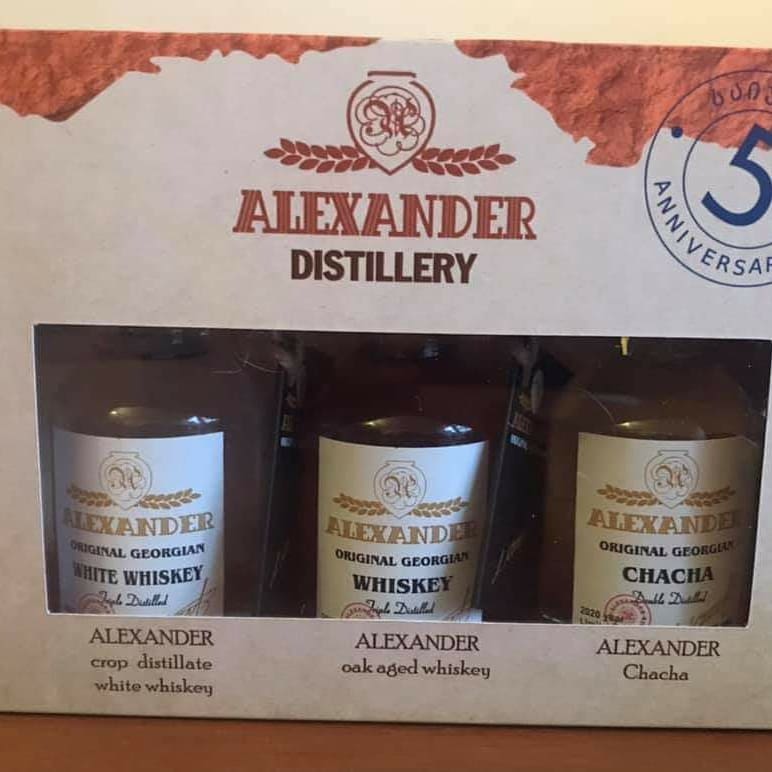 ALEXANDER
DISTILLERY
5
ANNIVERSAR
ALEXANDER
ORIGINAL GEORGIAN
WHITE WHISKEY
Triple Distilled
ALEXANDER
ORIGINAL GEORGIAN
WHISKEY
Triple Distilled
ALEXANDER
ORIGINAL GEORGIAN
CHACHA
Double Distilled
2020
ALEXANDER
crop distillate
white whiskey
ALEXANDER
oak aged whiskey
ALEXANDER
Chacha